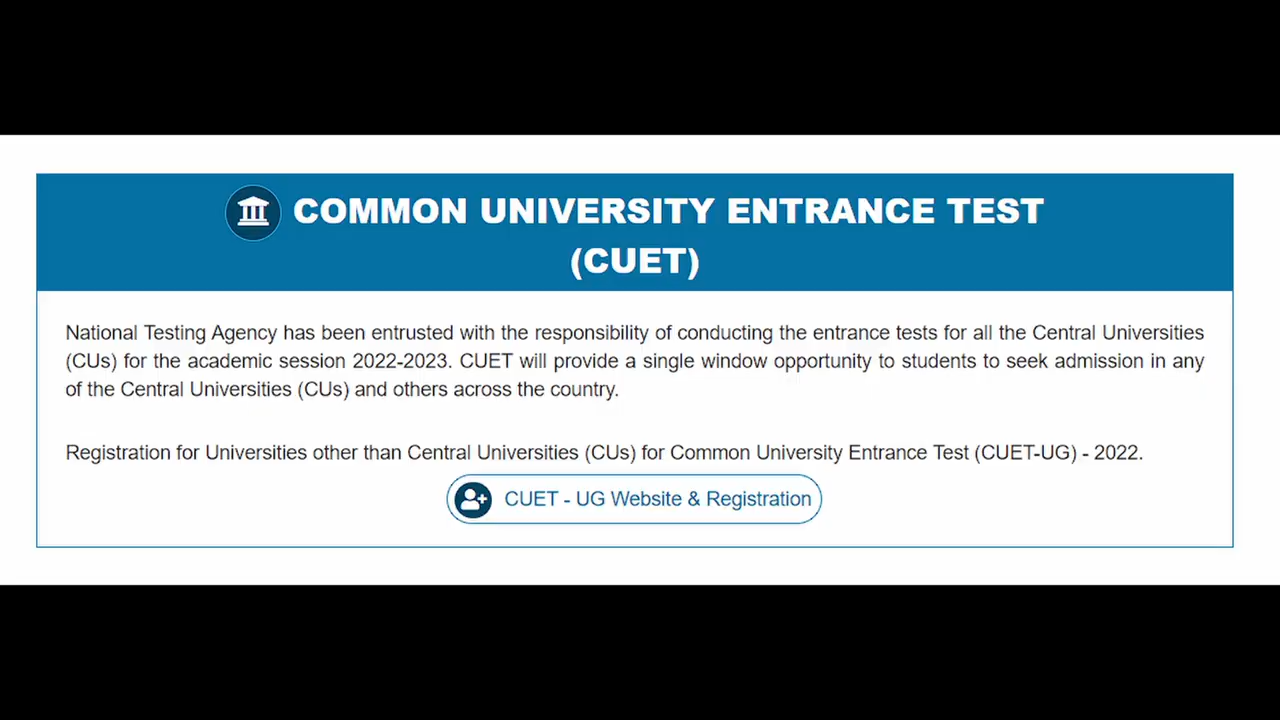 COMMON UNIVERSITY ENTRANCE TEST
(CUET)
National Testing Agency has been entrusted with the responsibility of conducting the entrance tests for all the Central Universities
(CUs) for the academic session 2022-2023. CUET will provide a single window opportunity to students to seek admission in any
of the Central Universities (CUs) and others across the country.
Registration for Universities other than Central Universities (CUs) for Common University Entrance Test (CUET-UG) - 2022.
CUET - UG Website & Registration